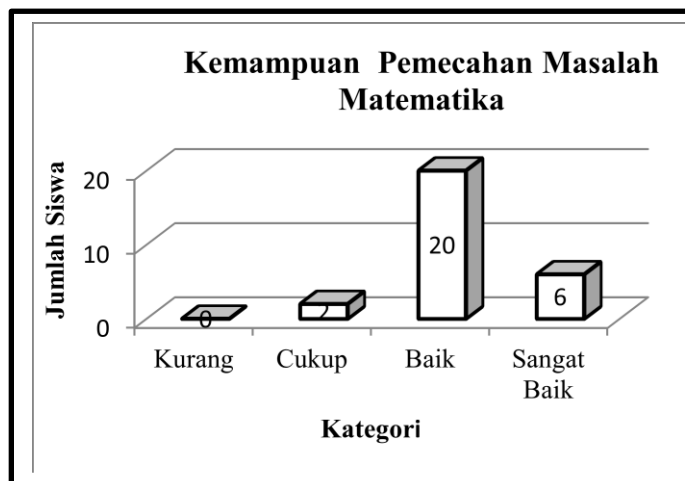 Kemampuan Pemecahan Masalah
Matematika
Jumlah Siswa
20
10
0
0
2
20
6
Kurang
Cukup
Baik
Sangat
Baik
Kategori